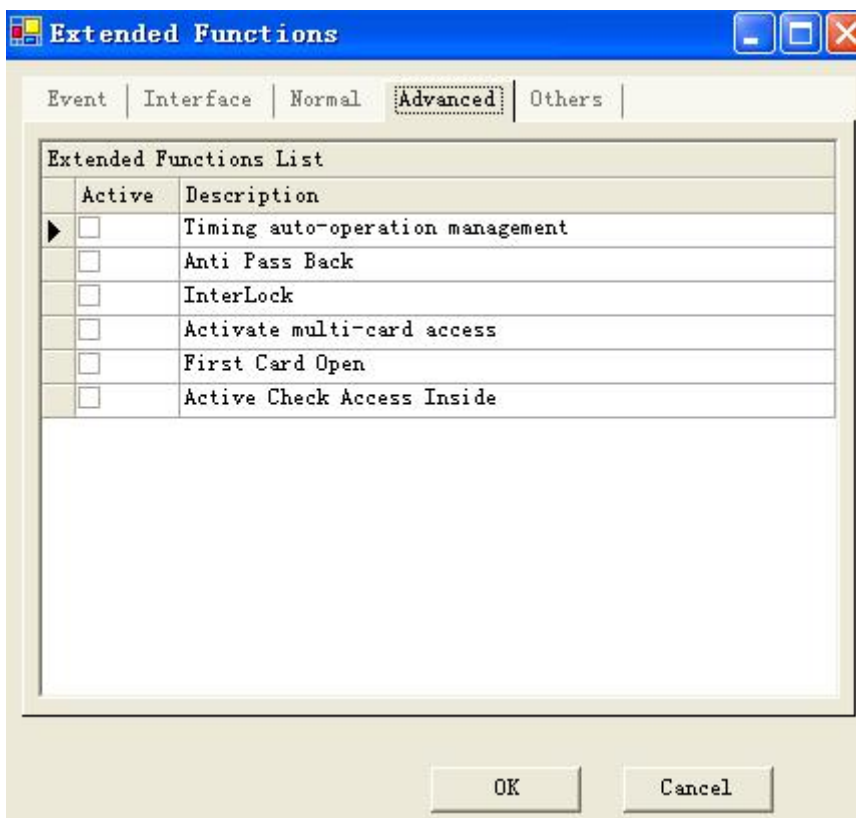 Extended Functions
Event Interface Normal Advanced Others
Extended Functions List
Active Description
Timing auto-operation management
Anti Pass Back
InterLock
Activate multi-card access
First Card Open
Active Check Access Inside
OK Cancel